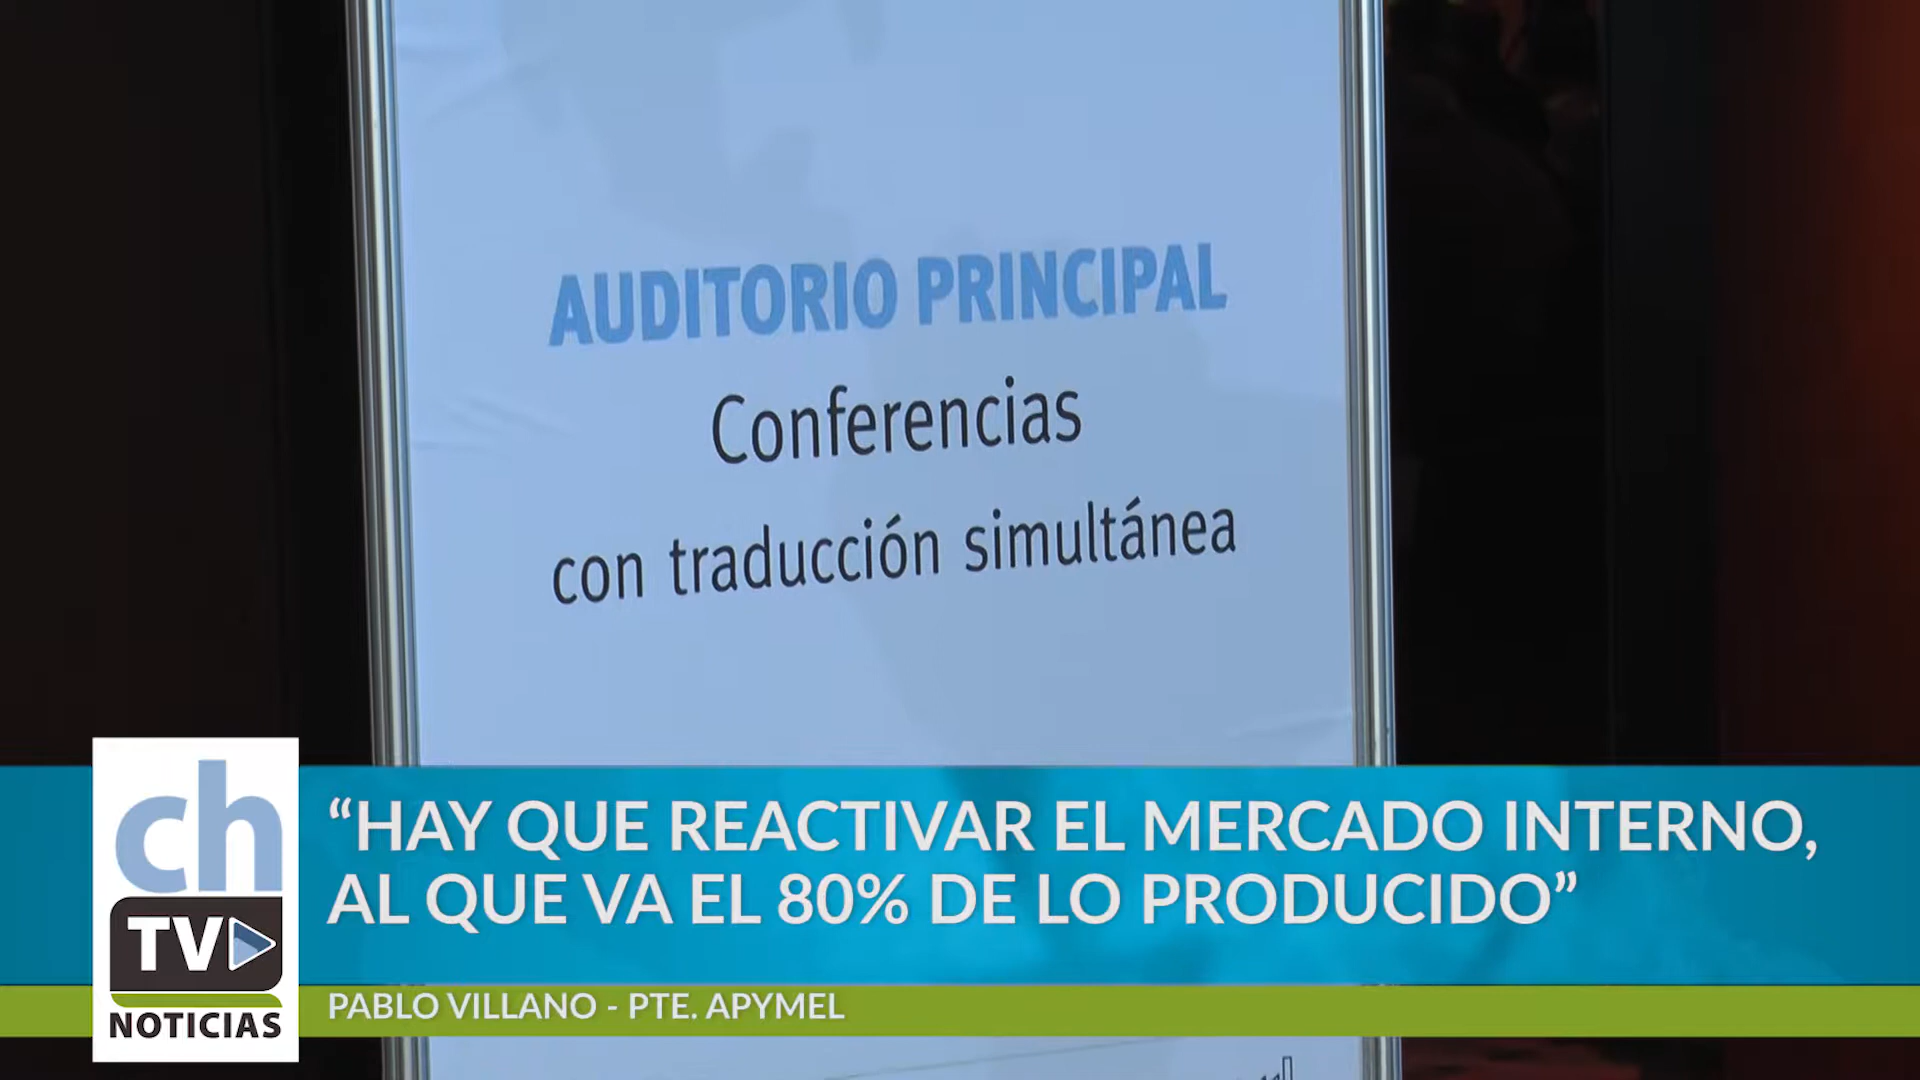 AUDITORIO PRINCIPAL
Conferencias
con traducción simultánea
ch
TV
NOTICIAS
“HAY QUE REACTIVAR EL MERCADO INTERNO,
AL QUE VA EL 80% DE LO PRODUCIDO”
PABLO VILLANO - PTE. APYMEL